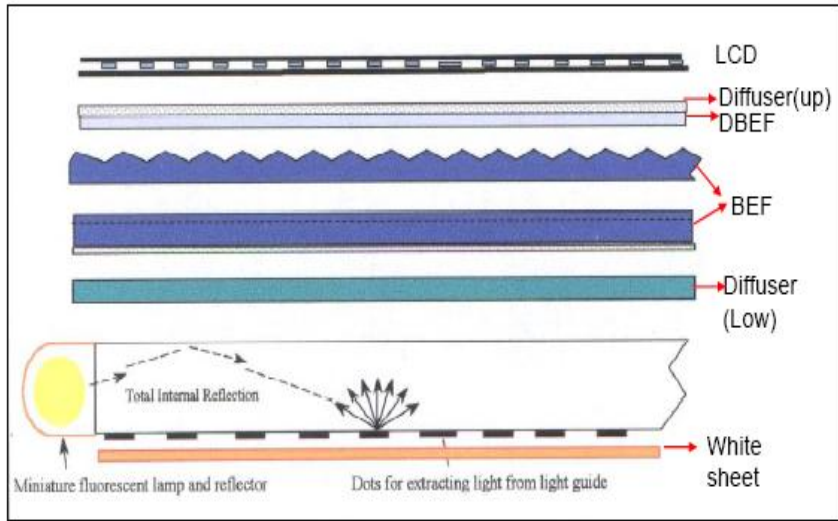 LCD
Diffuser(up)
DBEF
BEF
Diffuser
(Low)
Total Internal Reflection
White
sheet
Miniature fluorescent lamp and reflector
Dots for extracting light from light guide